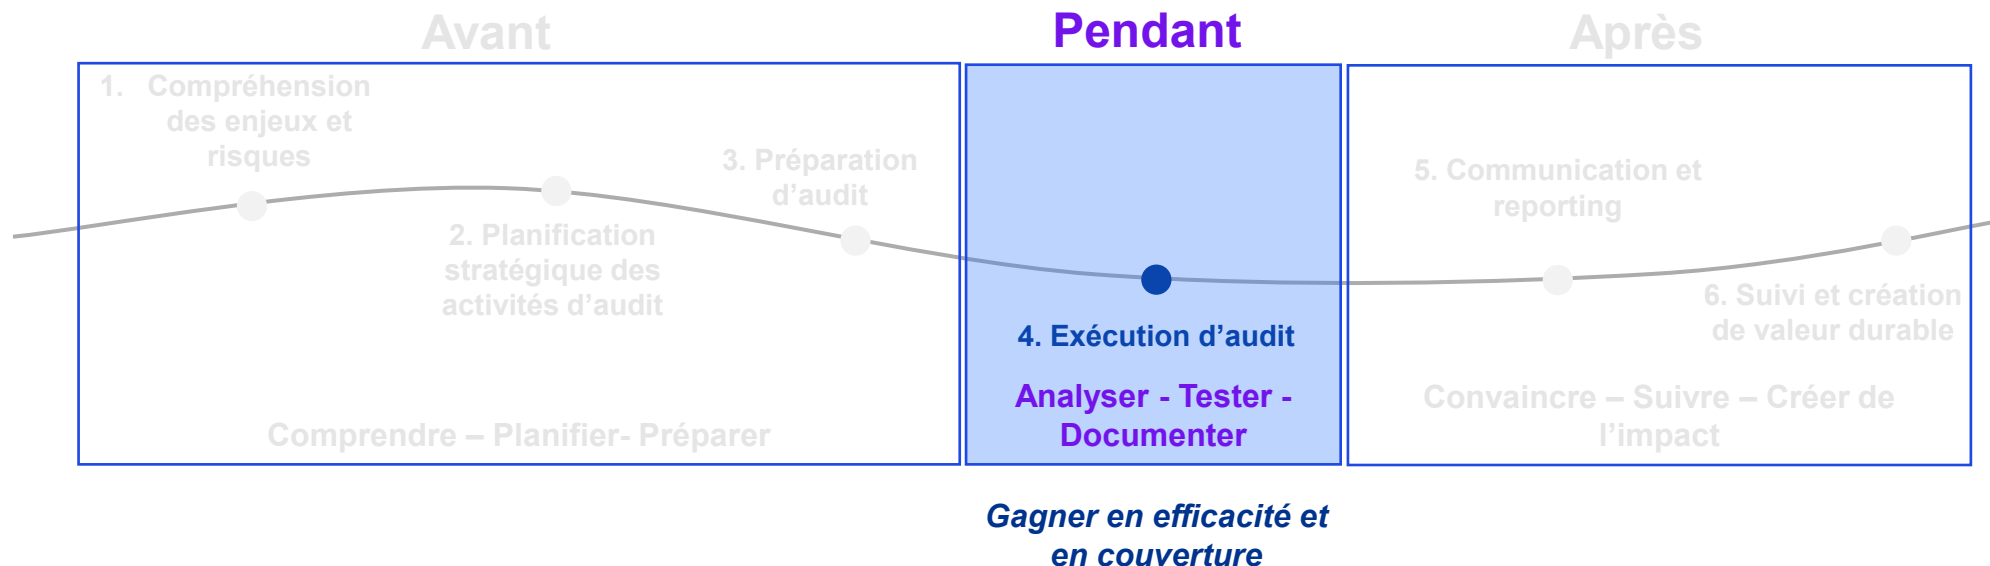 Avant
Pendant
Après
1. Compréhension
des enjeux et
risques
2. Planification
stratégique des
activités d’audit
3. Préparation
d’audit
Comprendre – Planifier- Préparer
4. Exécution d’audit
Analyser - Tester -
Documenter
5. Communication et
reporting
6. Suivi et création
de valeur durable
Convaincre – Suivre – Créer de
l’impact
Gagner en efficacité et
en couverture